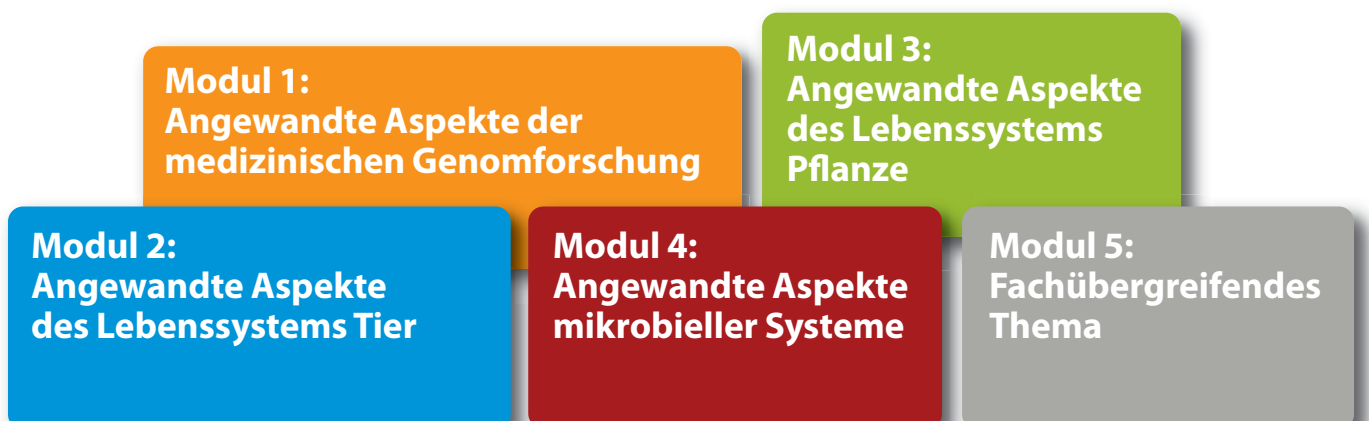 Modul 1:
Angewandte Aspekte der
medizinischen Genomforschung
Modul 3:
Angewandte Aspekte
des Lebenssystems
Pflanze
Modul 2:
Angewandte Aspekte
des Lebenssystems Tier
Modul 4:
Angewandte Aspekte
mikrobieller Systeme
Modul 5:
Fachübergreifendes
Thema